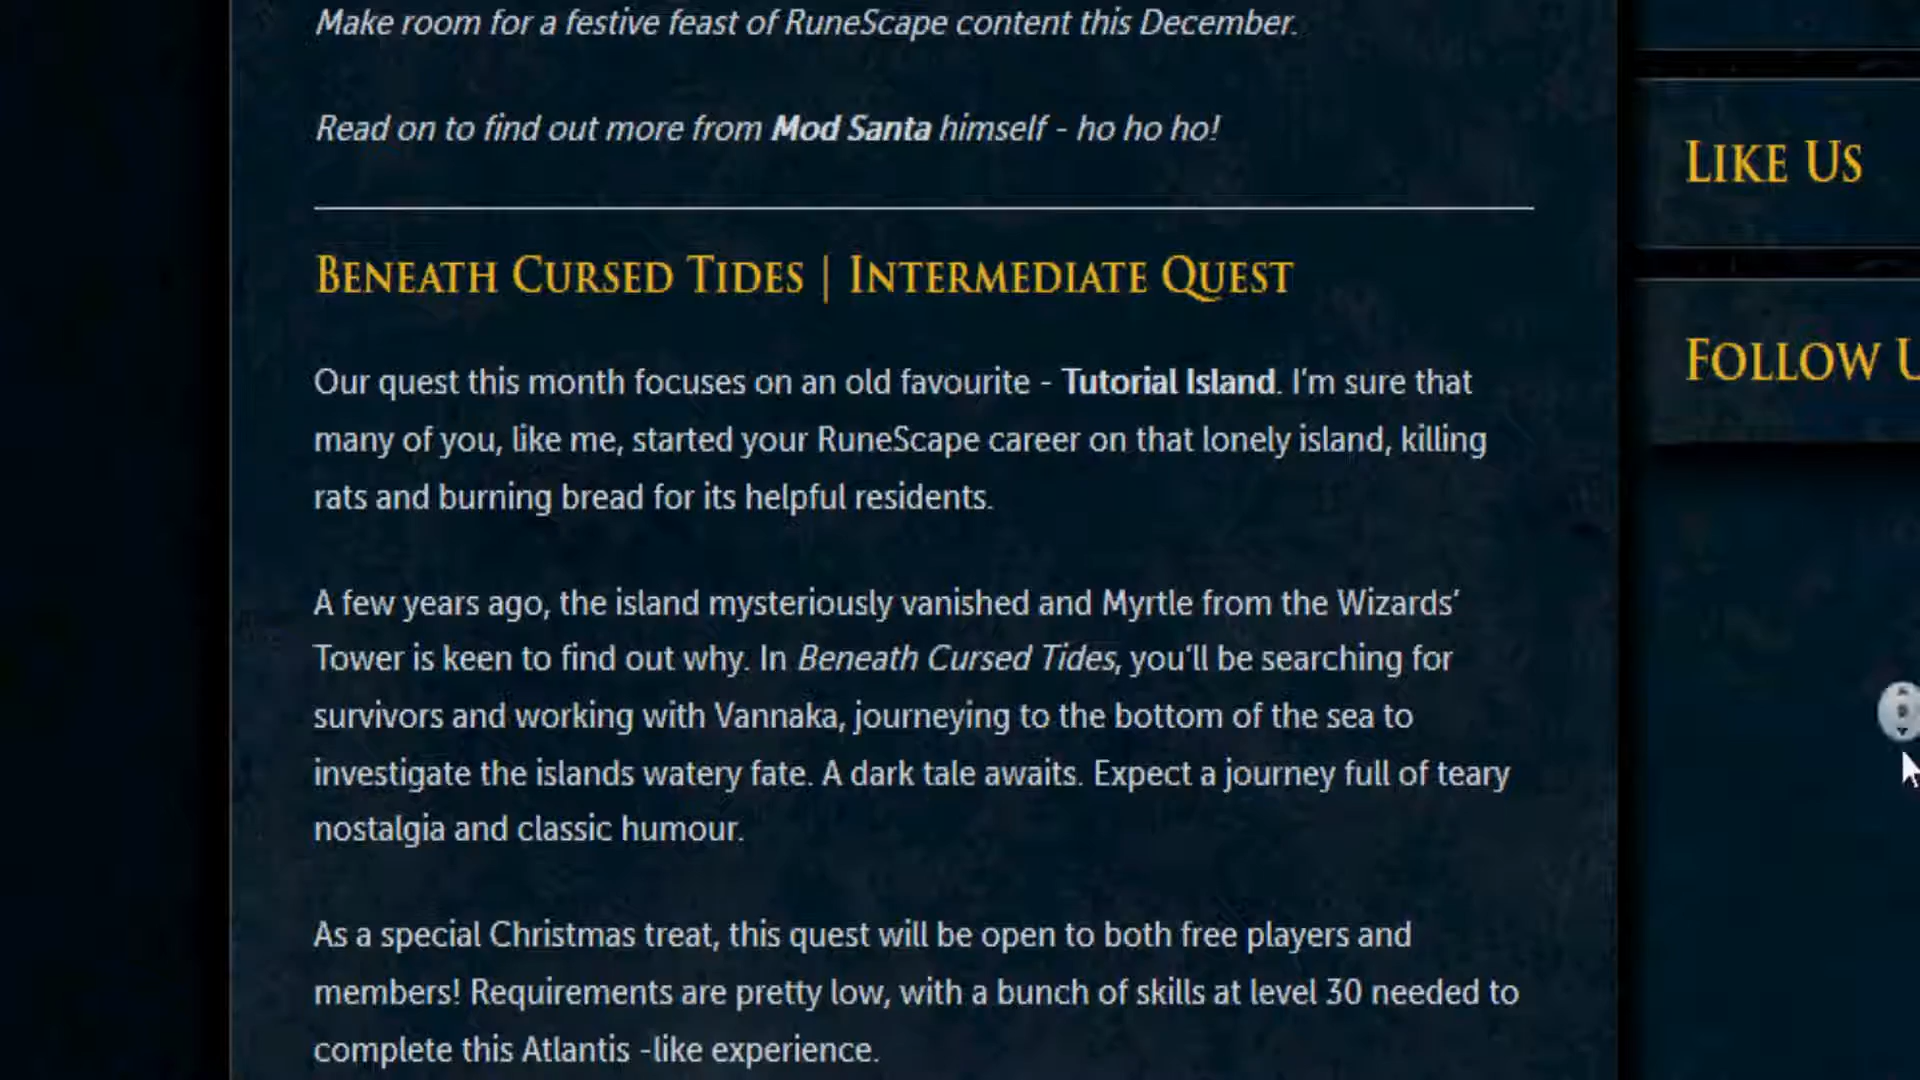 Make room for a festive feast of RuneScape content this December.
Read on to find out more from Mod Santa himself - ho ho ho!
LIKE US
BENEATH CURSED TIDES | INTERMEDIATE QUEST
FOLLOW U
Our quest this month focuses on an old favourite - Tutorial Island. I'm sure that
many of you, like me, started your RuneScape career on that lonely island, killing
rats and burning bread for its helpful residents.
A few years ago, the island mysteriously vanished and Myrtle from the Wizards'
Tower is keen to find out why. In Beneath Cursed Tides, you'll be searching for
survivors and working with Vannaka, journeying to the bottom of the sea to
investigate the islands watery fate. A dark tale awaits. Expect a journey full of teary
nostalgia and classic humour.
As a special Christmas treat, this quest will be open to both free players and
members! Requirements are pretty low, with a bunch of skills at level 30 needed to
complete this Atlantis -like experience.